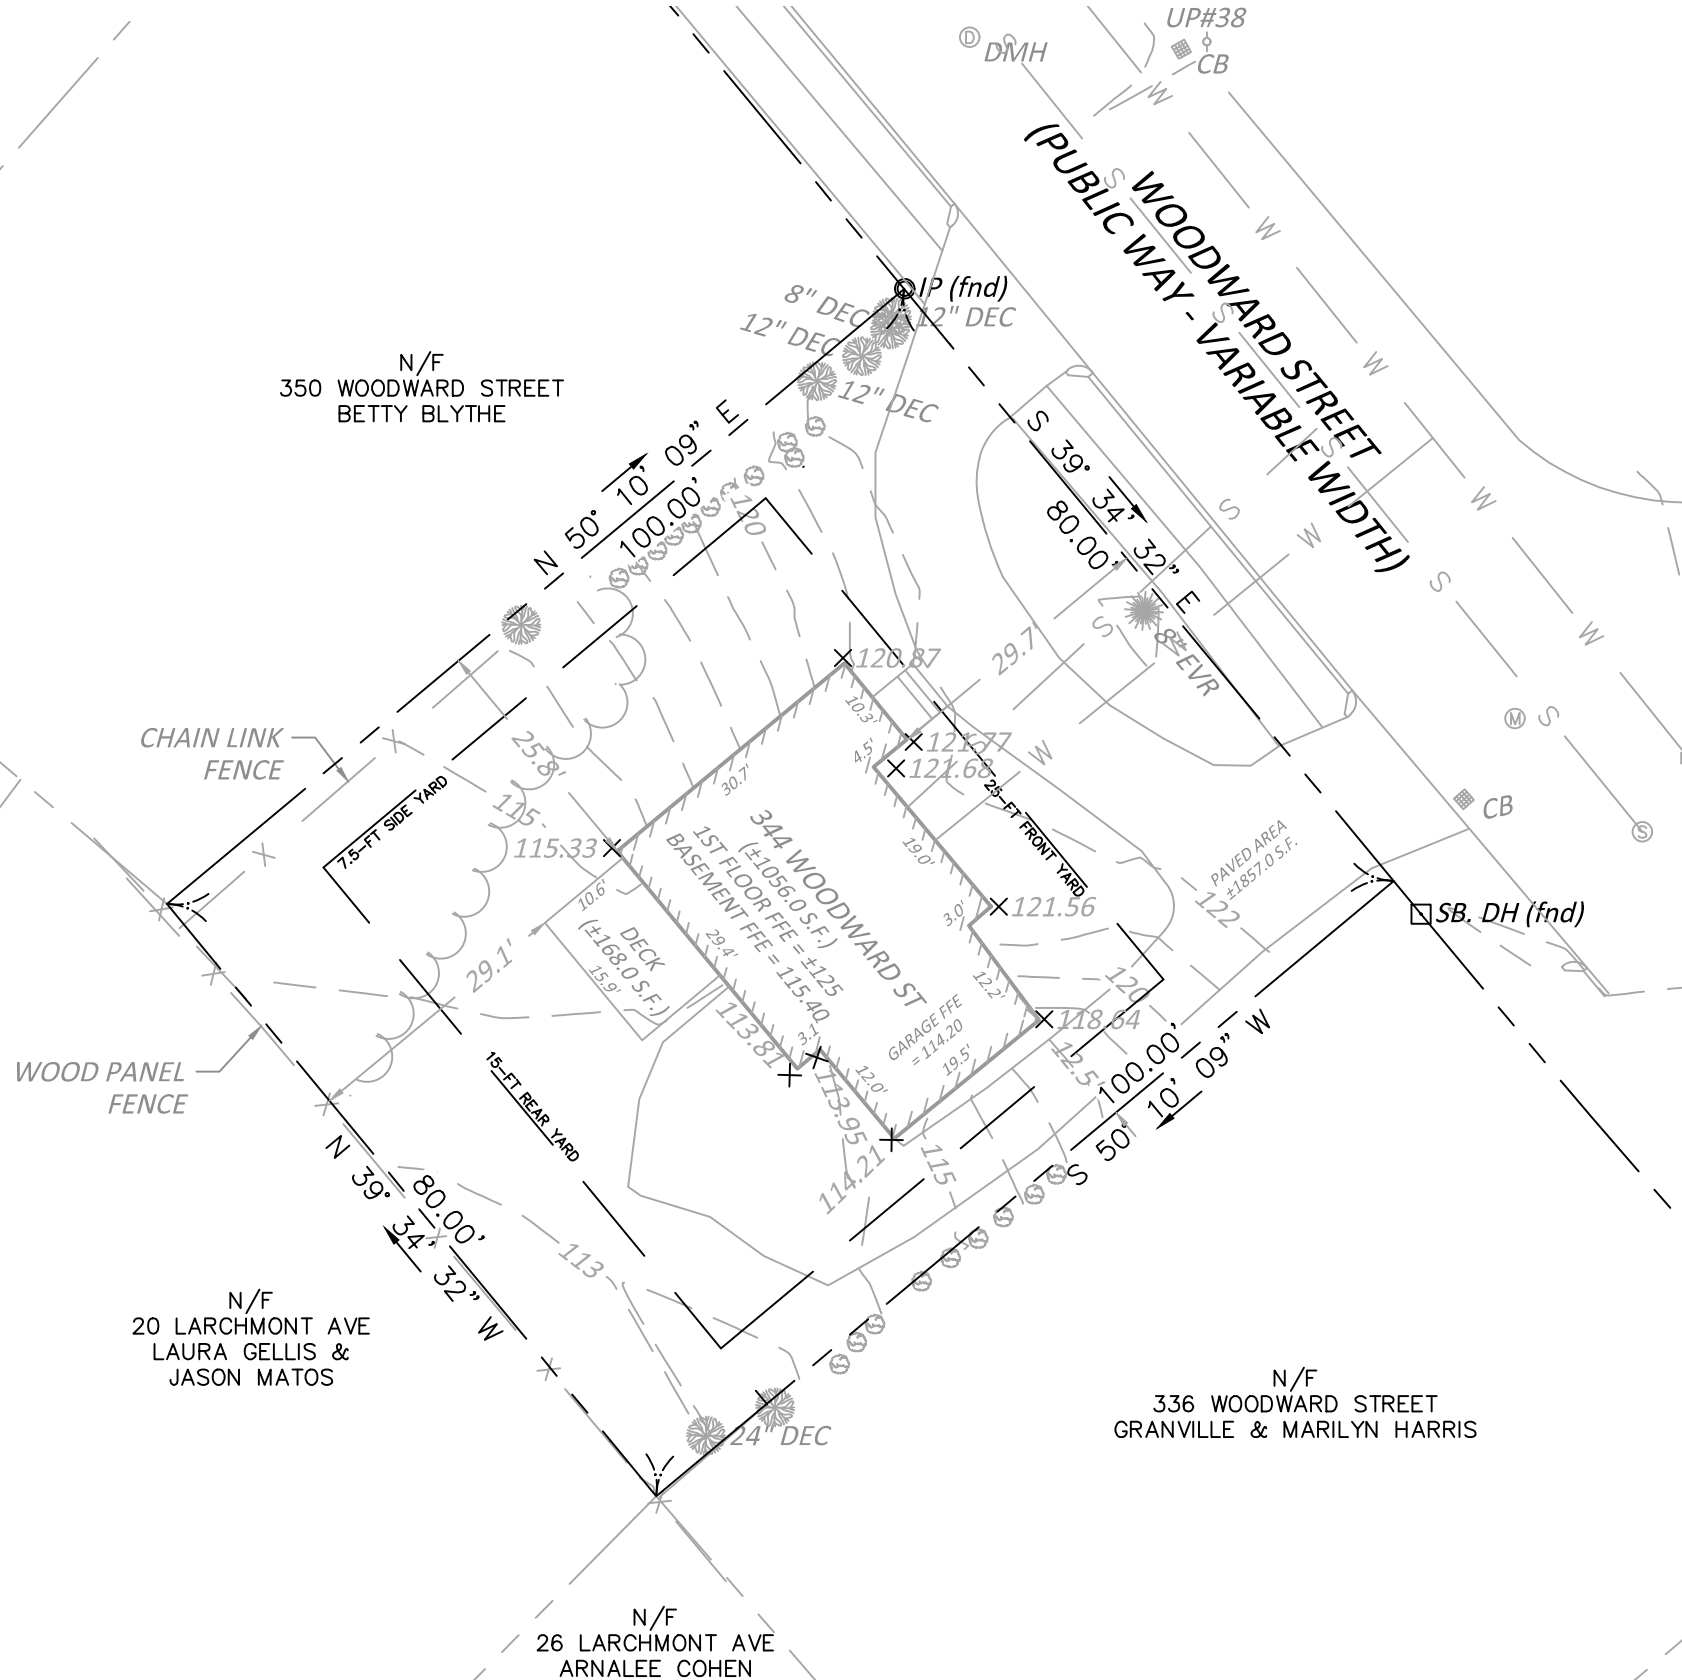 UP#38
D
DMH
CB
WOODWARD STREET
(PUBLIC WAY - VARIABLE WIDTH)
IP (fnd)
8" DEC
12" DEC
12" DEC
12" DEC
N/F
350 WOODWARD STREET
BETTY BLYTHE
N 50° 10' 09" E
100.00'
S 39° 34' 32" E
80.00'
120
8" EVR
29.7'
120.87
10.3'
4.5'
121.77
121.68
CHAIN LINK
FENCE
25.8'
7.5-FT SIDE YARD
115
115.33
30.7'
344 WOODWARD ST
(±1056.0 S.F.)
1ST FLOOR FFE = ±125
BASEMENT FFE = 115.40
19.0'
25-FT FRONT YARD
M
S
CB
PAVED AREA
±1857.0 S.F.
122
SB. DH (fnd)
121.56
3.0'
10.6'
DECK
(±168.0 S.F.)
15.9'
29.4'
29.1'
12.2'
120
118.64
GARAGE FFE
= 114.20
19.5'
12.5'
113.81
3.1'
12.0'
113.95
114.21
115
100.00'
S 50° 10' 09" W
WOOD PANEL
FENCE
15-FT REAR YARD
N 39° 34' 32" W
80.00'
113
N/F
20 LARCHMONT AVE
LAURA GELLIS &
JASON MATOS
24" DEC
N/F
336 WOODWARD STREET
GRANVILLE & MARILYN HARRIS
N/F
26 LARCHMONT AVE
ARNALEE COHEN